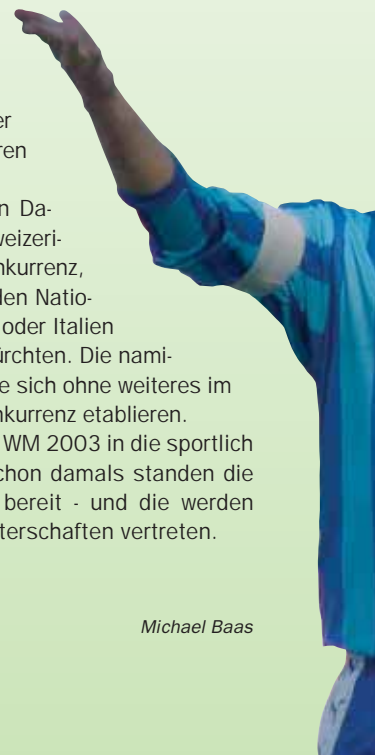 er
ren
n Da-
weizeri-
nkurrenz,
den Natio-
oder Italien
ürchten. Die nami-
e sich ohne weiteres im
nkurrenz etablieren.
WM 2003 in die sportlich
chon damals standen die
bereit - und die werden
terschaften vertreten.
Michael Baas